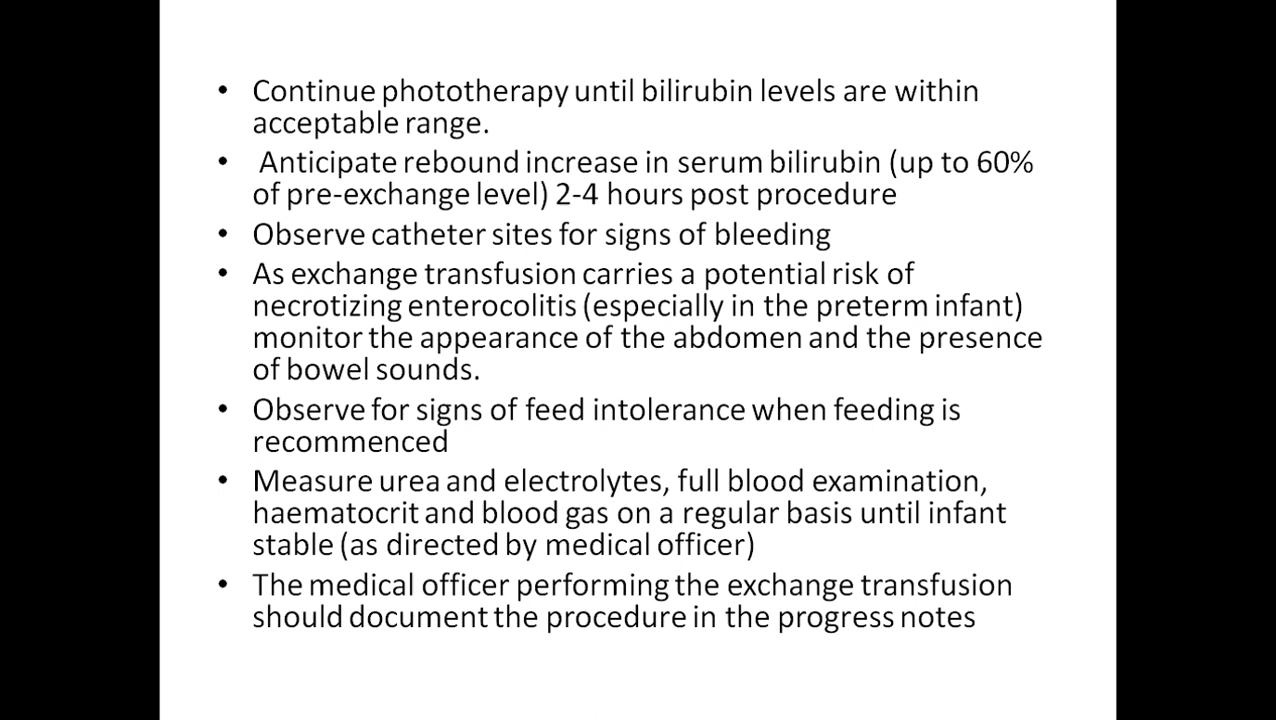 • Continue phototherapy until bilirubin levels are within
acceptable range.
• Anticipate rebound increase in serum bilirubin (up to 60%
of pre-exchange level) 2-4 hours post procedure
• Observe catheter sites for signs of bleeding
• As exchange transfusion carries a potential risk of
necrotizing enterocolitis (especially in the preterm infant)
monitor the appearance of the abdomen and the presence
of bowel sounds.
• Observe for signs of feed intolerance when feeding is
recommenced
• Measure urea and electrolytes, full blood examination,
haematocrit and blood gas on a regular basis until infant
stable (as directed by medical officer)
• The medical officer performing the exchange transfusion
should document the procedure in the progress notes